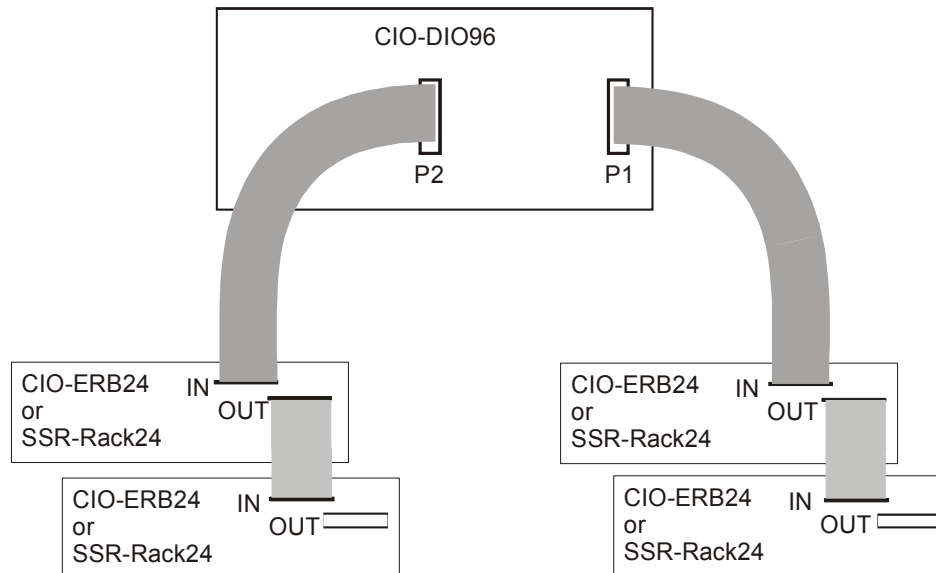 CIO-DIO96
P2
P1
CIO-ERB24
or
SSR-Rack24
IN
OUT
CIO-ERB24
or
SSR-Rack24
IN
OUT
CIO-ERB24
or
SSR-Rack24
IN
OUT
CIO-ERB24
or
SSR-Rack24
IN
OUT